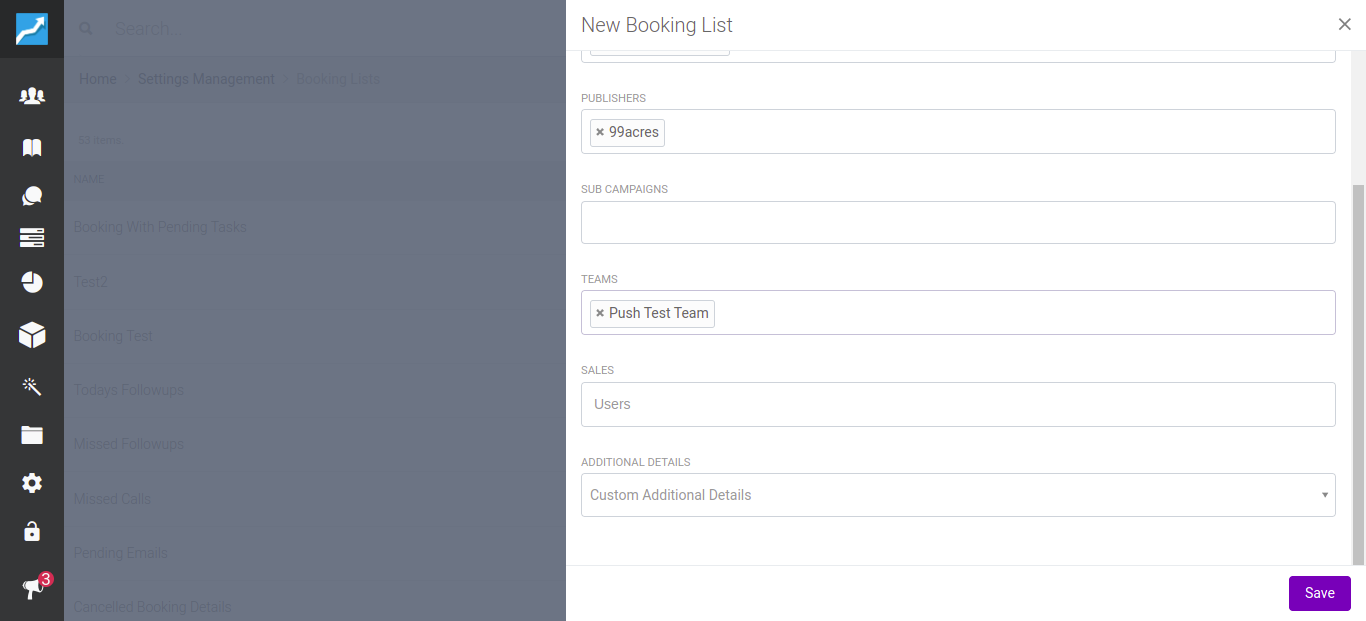 Search...
New Booking List
Home > Settings Management > Booking Lists
PUBLISHERS
× 99acres
53 items
NAME
SUB CAMPAIGNS
Booking With Pending Tasks
Test2
TEAMS
× Push Test Team
Booking Test
SALES
Todays Followups
Users
Missed Followups
ADDITIONAL DETAILS
Custom Additional Details
Missed Calls
Pending Emails
3
Save
Cancelled Booking Details